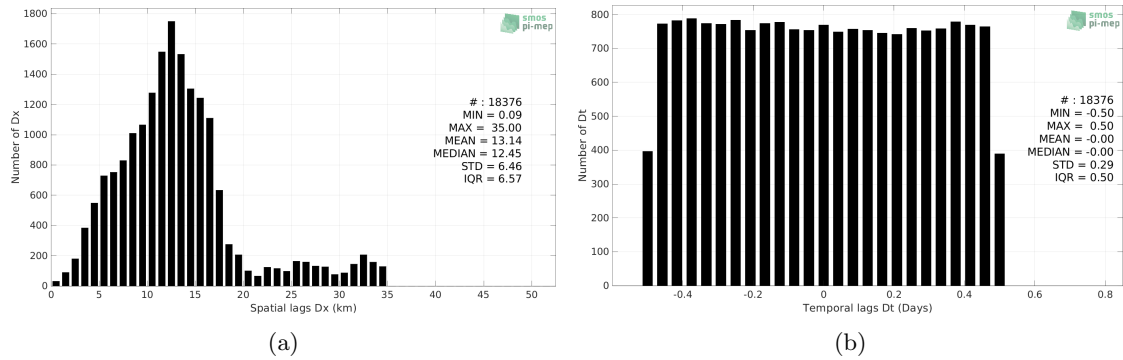 smos
pi-mep
1800
1600
1400
1200
1000
800
600
400
200
0
Number of Dx
# : 18376
MIN = 0.09
MAX = 35.00
MEAN = 13.14
MEDIAN = 12.45
STD = 6.46
IQR = 6.57
0 5 10 15 20 25 30 35 40 45 50
Spatial lags Dx (km)
(a)
smos
pi-mep
800
700
600
500
400
300
200
100
0
Number of Dt
# : 18376
MIN = -0.50
MAX = 0.50
MEAN = -0.00
MEDIAN = -0.00
STD = 0.29
IQR = 0.50
-0.4 -0.2 0 0.2 0.4 0.6 0.8
Temporal lags Dt (Days)
(b)